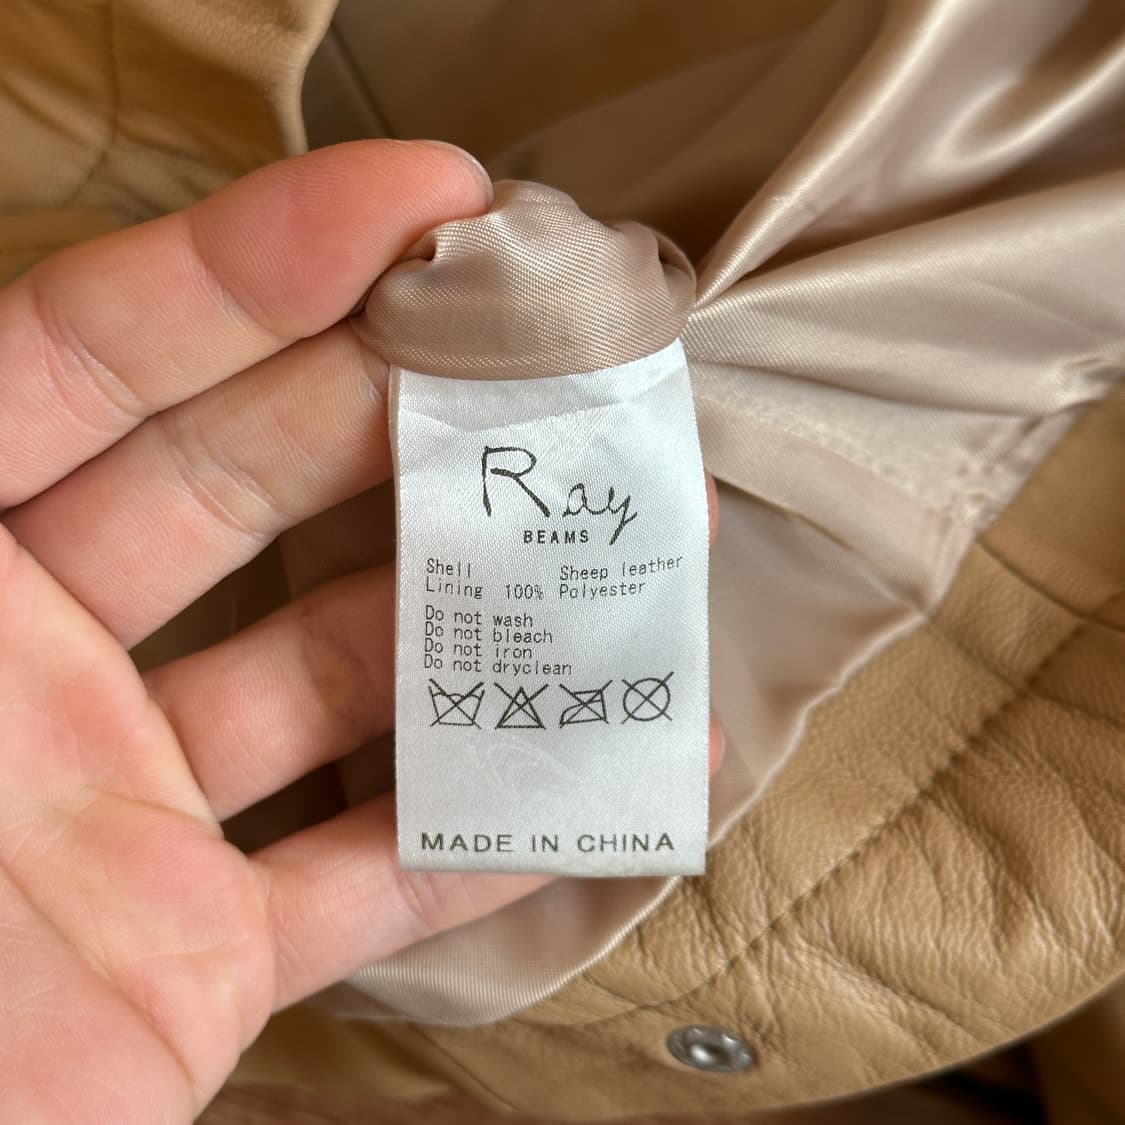 Ray
BEAMS
Shell Sheep leather
Lining 100% Polyester
Do not wash
Do not bleach
Do not iron
Do not dryclean
MADE IN CHINA